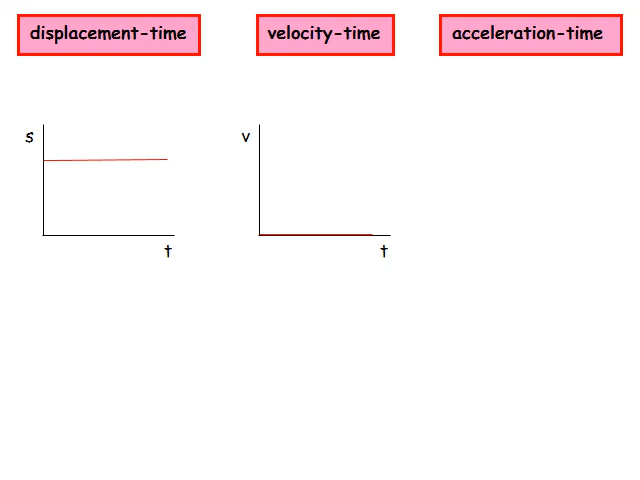 displacement-time
velocity-time
acceleration-time
s
v
t
t